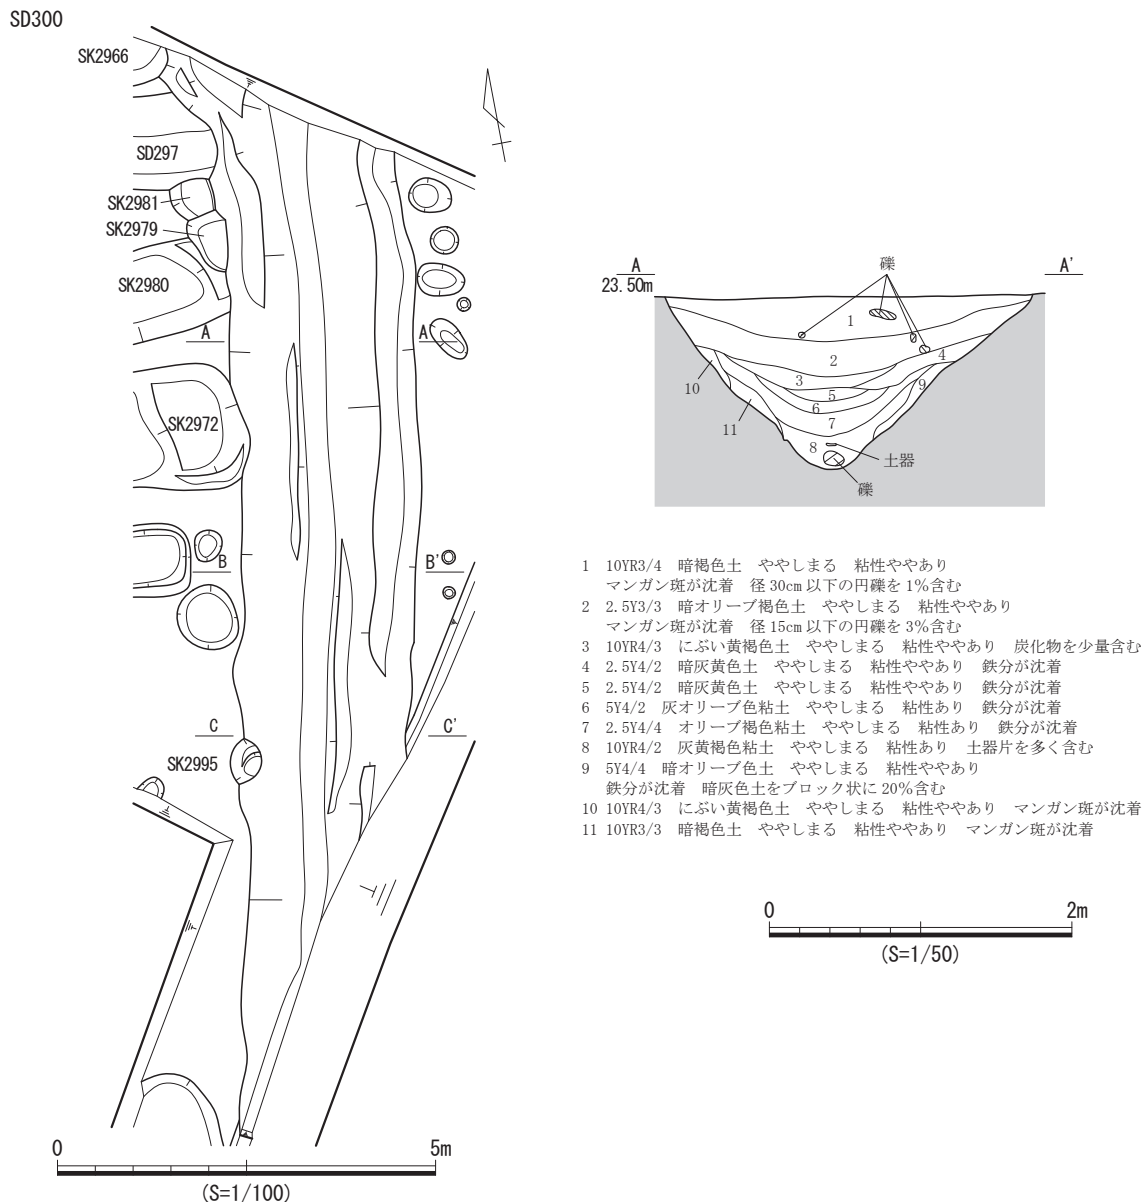 SD300
SK2966
SD297
SK2981
SK2979
SK2980
A
A
SK2972
B
B'
C
C'
SK2995
0
5m
(S=1/100)
A
23.50m
A'
礫
1
2
3
4
5
6
7
8
9
10
11
土器
礫
1 10YR3/4 暗褐色土 ややしまる 粘性ややあり
マンガン斑が沈着 径 30cm 以下の円礫を 1%含む
2 2.5Y3/3 暗オリーブ褐色土 ややしまる 粘性ややあり
マンガン斑が沈着 径 15cm 以下の円礫を 3%含む
3 10YR4/3 にぶい黄褐色土 ややしまる 粘性ややあり 炭化物を少量含む
4 2.5Y4/2 暗灰黄色土 ややしまる 粘性ややあり 鉄分が沈着
5 2.5Y4/2 暗灰黄色土 ややしまる 粘性ややあり 鉄分が沈着
6 5Y4/2 灰オリーブ色粘土 ややしまる 粘性あり 鉄分が沈着
7 2.5Y4/4 オリーブ褐色粘土 ややしまる 粘性あり 鉄分が沈着
8 10YR4/2 灰黄褐色粘土 ややしまる 粘性あり 土器片を多く含む
9 5Y4/4 暗オリーブ色土 ややしまる 粘性ややあり
鉄分が沈着 暗灰色土をブロック状に 20%含む
10 10YR4/3 にぶい黄褐色土 ややしまる 粘性ややあり マンガン斑が沈着
11 10YR3/3 暗褐色土 ややしまる 粘性ややあり マンガン斑が沈着
0
2m
(S=1/50)